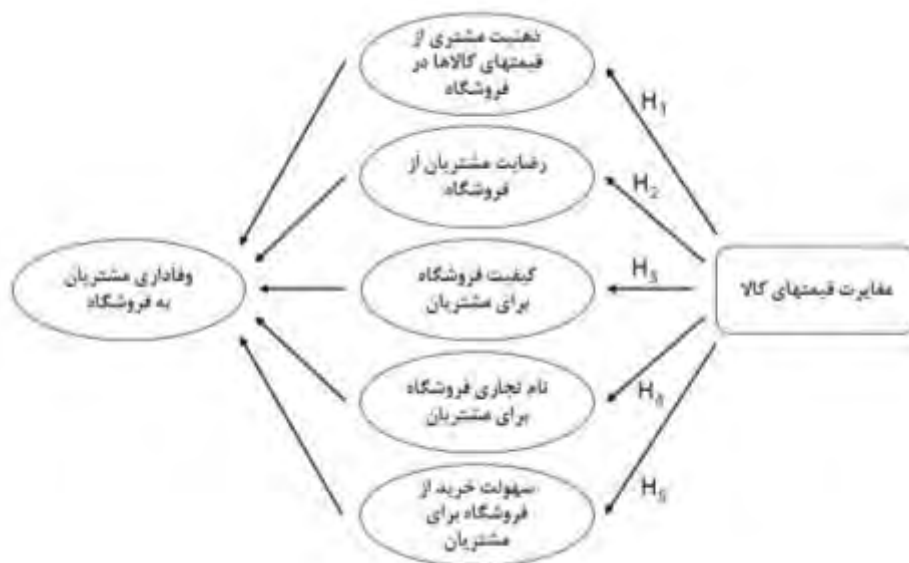 ذهنیت مشتری از
قیمتهای کالاها در
فروشگاه
H1
رضایت مشتریان از
فروشگاه
H2
وفاداری مشتریان
به فروشگاه
کیفیت فروشگاه
برای مشتریان
H3
مغایرت قیمتهای کالا
نام تجاری فروشگاه
برای مشتریان
سهولت خرید از
فروشگاه برای
مشتریان
H5